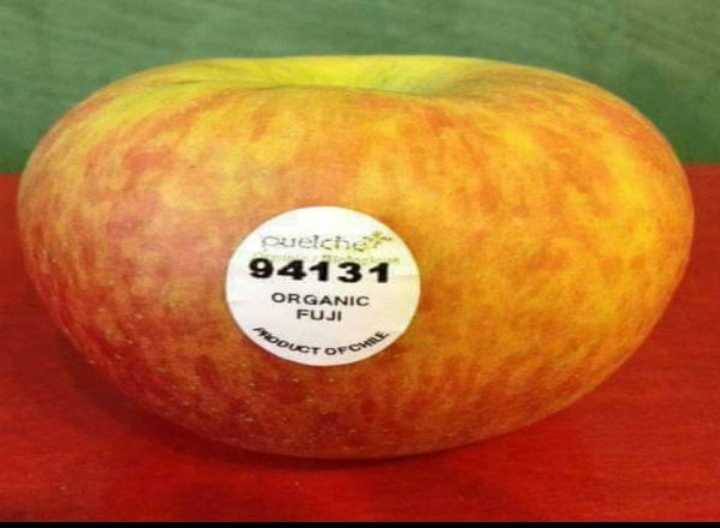 puelche
94131
ORGANIC
FUJI
PRODUCT OF CHILE